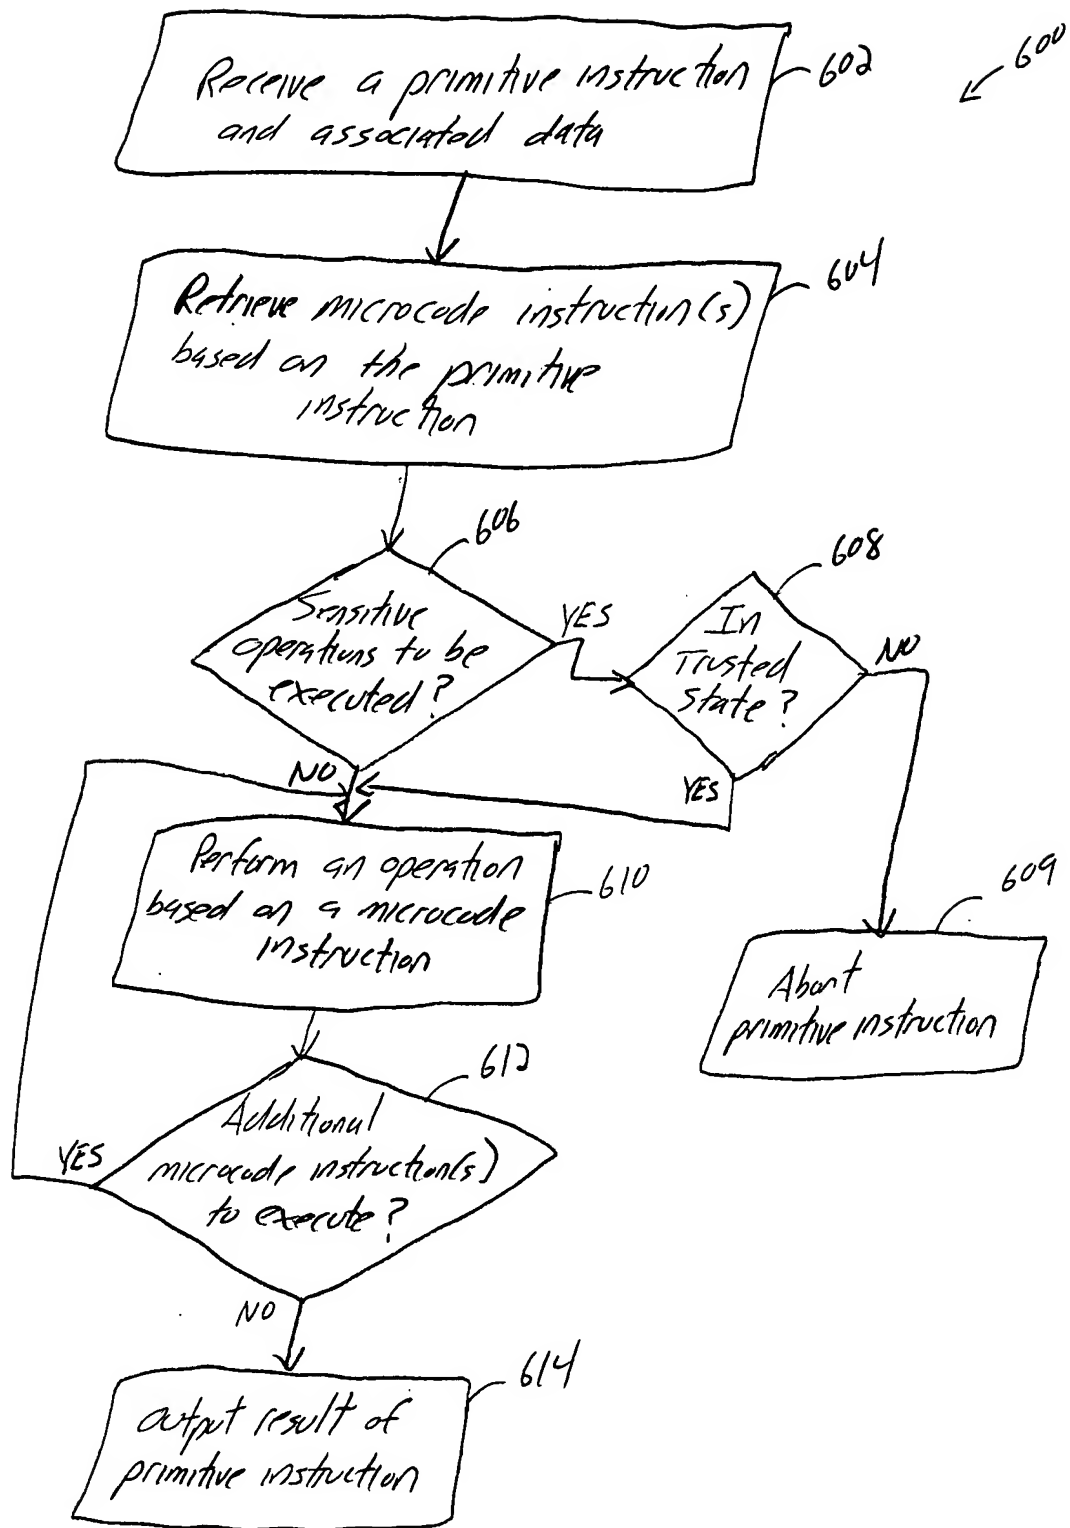 600
Receive a primitive instruction
and associated data
602
Retrieve microcode instruction(s)
based on the primitive
instruction
604
Sensitive
operations to be
executed?
606
YES
In
Trusted
state?
608
NO
NO
YES
Perform an operation
based on a microcode
instruction
610
609
Abort
primitive instruction
Additional
microcode instruction(s)
to execute?
612
YES
NO
output result of
primitive instruction
614